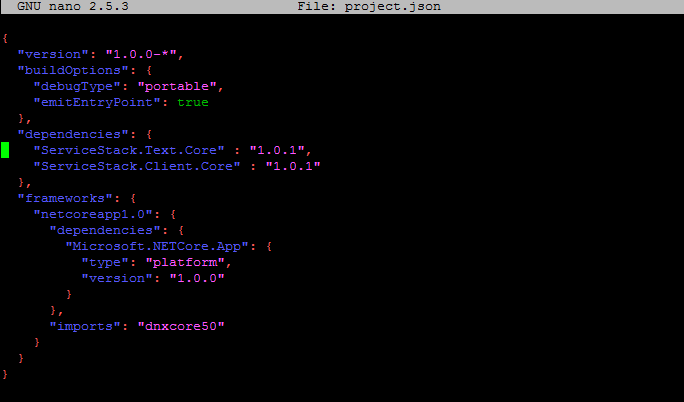 GNU nano 2.5.3 File: project.json
{
  "version": "1.0.0-*",
  "buildOptions": {
    "debugType": "portable",
    "emitEntryPoint": true
  },
  "dependencies": {
    "ServiceStack.Text.Core" : "1.0.1",
    "ServiceStack.Client.Core" : "1.0.1"
  },
  "frameworks": {
    "netcoreapp1.0": {
      "dependencies": {
        "Microsoft.NETCore.App": {
          "type": "platform",
          "version": "1.0.0"
        }
      },
      "imports": "dnxcore50"
    }
  }
}